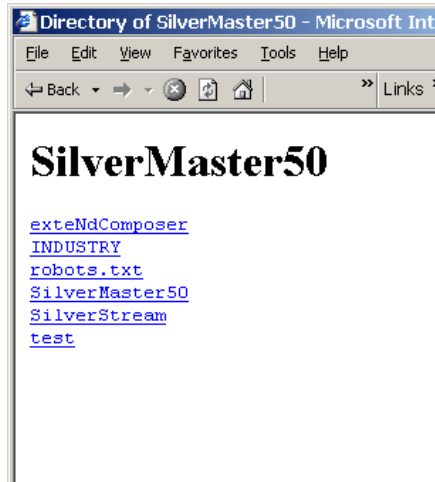 Directory of SilverMaster50 - Microsoft Int
File Edit View Favorites Tools Help
Back » Links
SilverMaster50
exteNdComposer
INDUSTRY
robots.txt
SilverMaster50
SilverStream
test